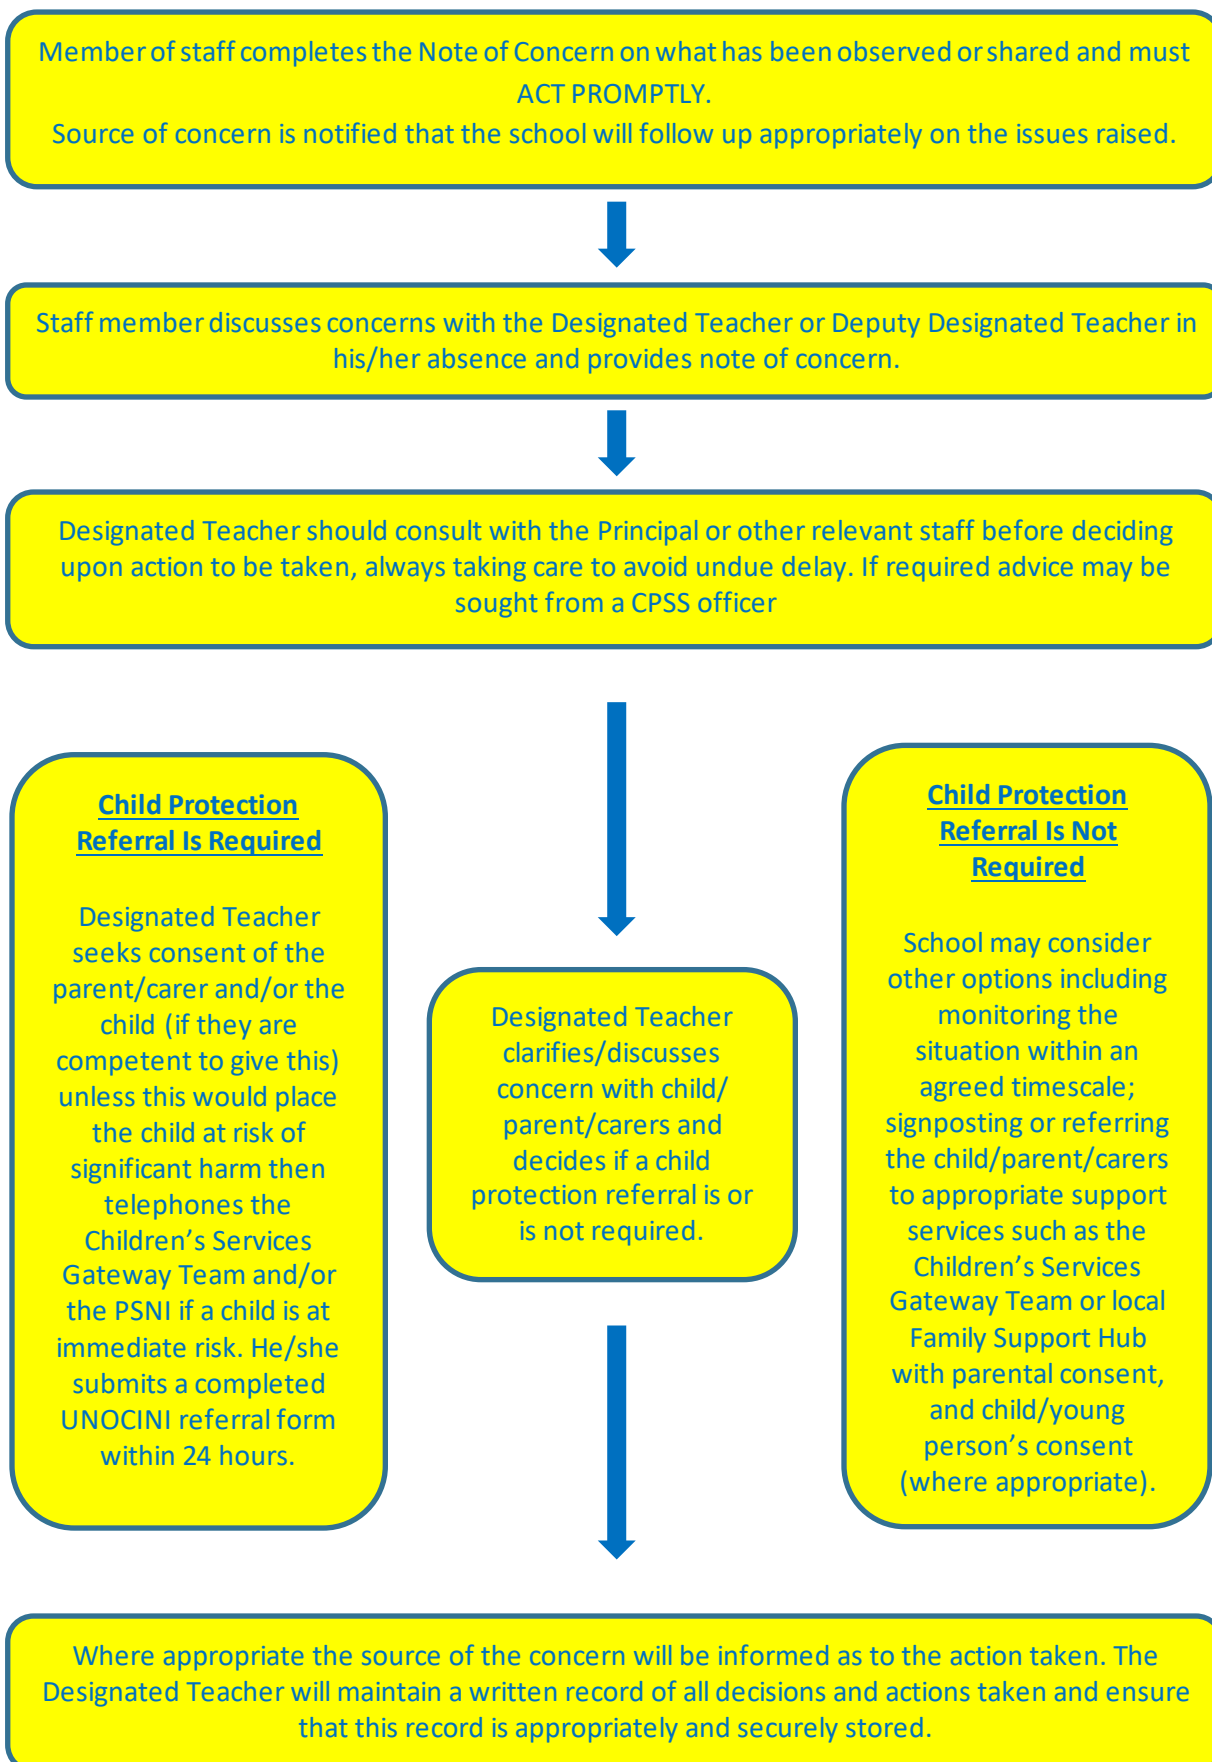 Member of staff completes the Note of Concern on what has been observed or shared and must
ACT PROMPTLY.
Source of concern is notified that the school will follow up appropriately on the issues raised.
Staff member discusses concerns with the Designated Teacher or Deputy Designated Teacher in
his/her absence and provides note of concern.
Designated Teacher should consult with the Principal or other relevant staff before deciding
upon action to be taken, always taking care to avoid undue delay. If required advice may be
sought from a CPSS officer
Child Protection
Referral Is Required
Designated Teacher
seeks consent of the
parent/carer and/or the
child (if they are
competent to give this)
unless this would place
the child at risk of
significant harm then
telephones the
Children’s Services
Gateway Team and/or
the PSNI if a child is at
immediate risk. He/she
submits a completed
UNOCINI referral form
within 24 hours.
Designated Teacher
clarifies/discusses
concern with child/
parent/carers and
decides if a child
protection referral is or
is not required.
Child Protection
Referral Is Not
Required
School may consider
other options including
monitoring the
situation within an
agreed timescale;
signposting or referring
the child/parent/carers
to appropriate support
services such as the
Children’s Services
Gateway Team or local
Family Support Hub
with parental consent,
and child/young
person’s consent
(where appropriate).
Where appropriate the source of the concern will be informed as to the action taken. The
Designated Teacher will maintain a written record of all decisions and actions taken and ensure
that this record is appropriately and securely stored.